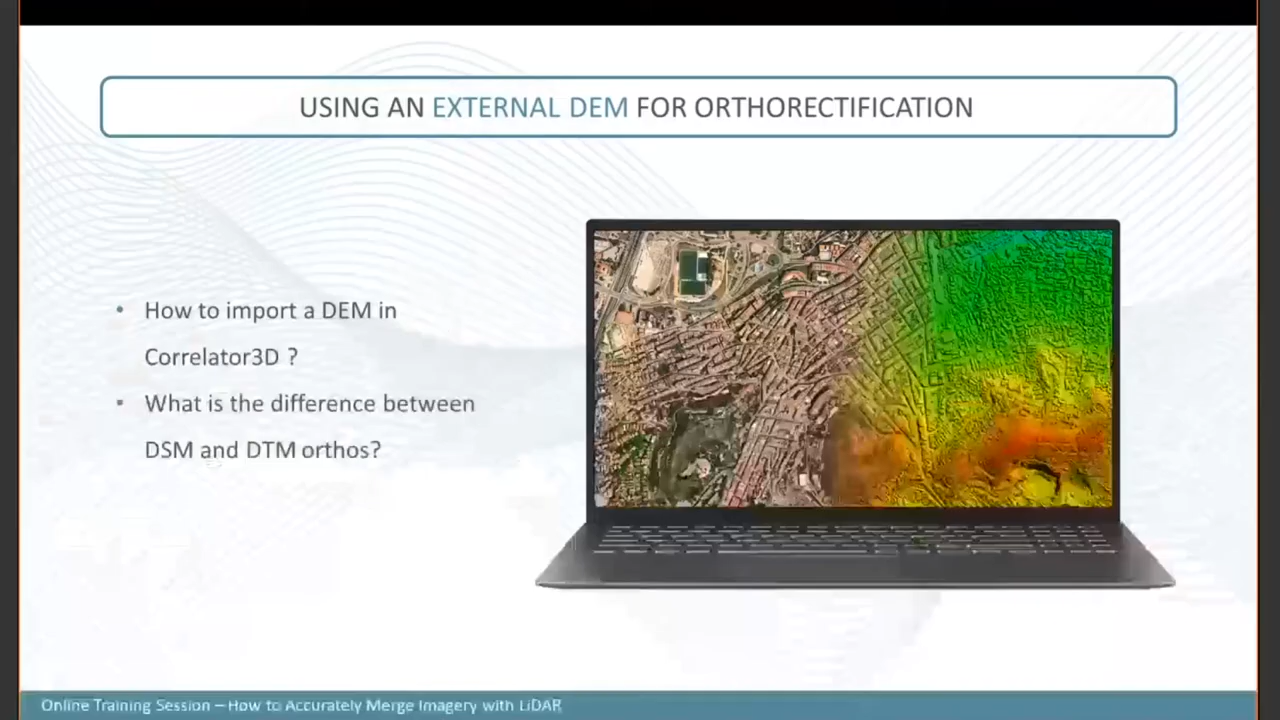 USING AN EXTERNAL DEM FOR ORTHORECTIFICATION
• How to import a DEM in
Correlator3D ?
• What is the difference between
DSM and DTM orthos?
Online Training Session – How to Accurately Merge Imagery with LiDAR